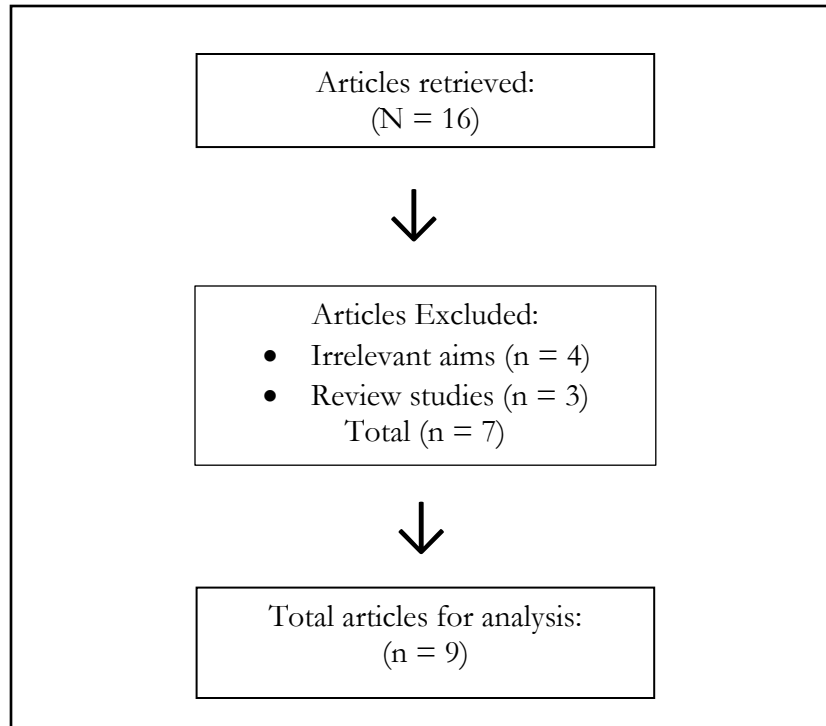 Articles retrieved:
(N = 16)
Articles Excluded:
• Irrelevant aims (n = 4)
• Review studies (n = 3)
Total (n = 7)
Total articles for analysis:
(n = 9)